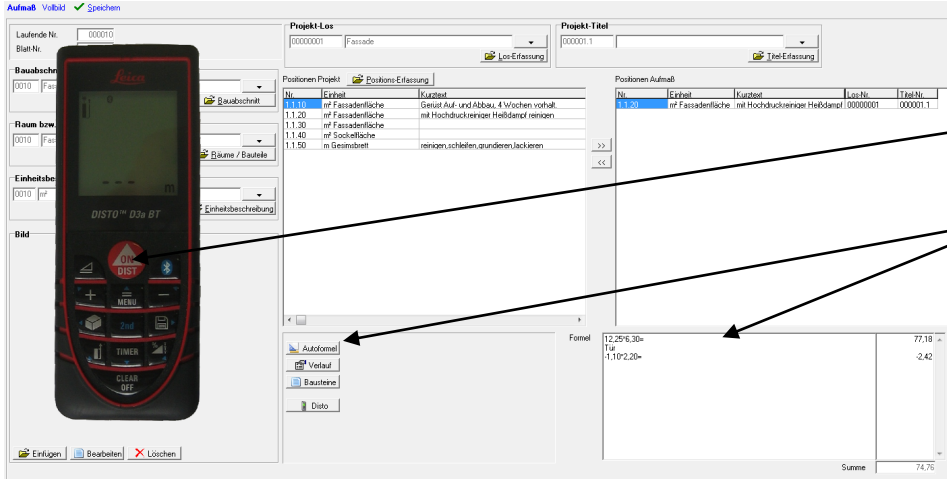 Aufmaß Vollbild Speichern
Laufende Nr. 000010
Blatt-Nr.
Projekt-Los
00000001 Fassade
Los-Erfassung
Projekt-Titel
000001.1
Titel-Erfassung
Bauabschn
0010 Fas
Bauabschnitt
Raum bzw.
0010 Fas
Räume / Bauteile
Einheitsbe
0010 m²
Einheitsbeschreibung
Bild
Leica
DISTO™ D3a BT
ON
DIST
MENU
2nd
TIMER
CLEAR
OFF
Einfügen Bearbeiten Löschen
Positionen Projekt Positions-Erfassung
Nr. Einheit Kurztext
1.1.10 m² Fassadenfläche Gerüst Auf- und Abbau, 4 Wochen vorhalt.
1.1.20 m² Fassadenfläche mit Hochdruckreiniger Heißdampf reinigen
1.1.30 m² Fassadenfläche
1.1.40 m² Sockelfläche
1.1.50 m Gesimsbrett reinigen,schleifen,grundieren,lackieren
>>
<<
Positionen Aufmaß
Nr. Einheit Kurztext Los-Nr. Titel-Nr.
1.1.20 m² Fassadenfläche mit Hochdruckreiniger Heißdampf 00000001 000001.1
Autoformel
Verlauf
Bausteine
Disto
Formel
12,25*6,30= 77,18
Tür
-1,10*2,20= -2,42
Summe 74,76